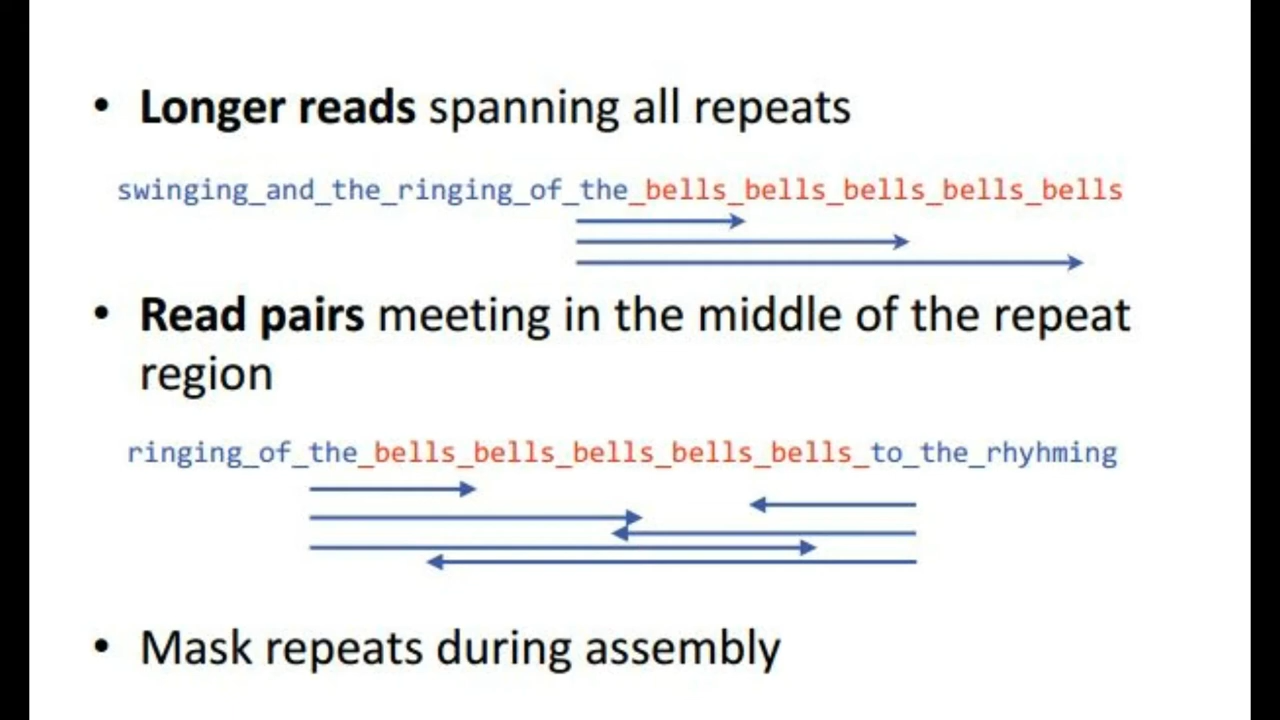 • Longer reads spanning all repeats
swinging_and_the_ringing_of_the_bells_bells_bells_bells_bells
• Read pairs meeting in the middle of the repeat
region
ringing_of_the_bells_bells_bells_bells_bells_to_the_rhyhming
• Mask repeats during assembly